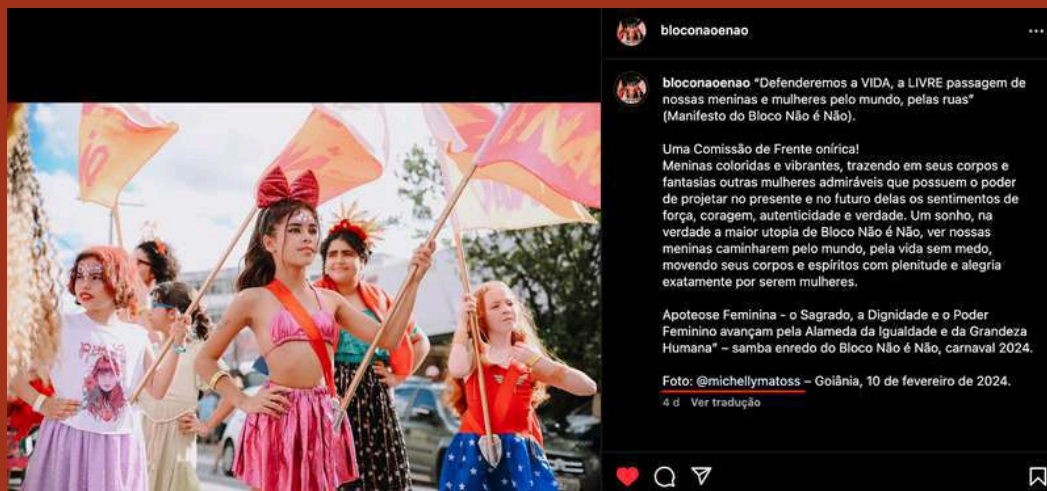 bloconaoenao
bloconaoenao "Defenderemos a VIDA, a LIVRE passagem de
nossas meninas e mulheres pelo mundo, pelas ruas"
(Manifesto do Bloco Não é Não).
Uma Comissão de Frente onírica!
Meninas coloridas e vibrantes, trazendo em seus corpos e
fantasias outras mulheres admiráveis que possuem o poder
de projetar no presente e no futuro delas os sentimentos de
força, coragem, autenticidade e verdade. Um sonho, na
verdade a maior utopia de Bloco Não é Não, ver nossas
meninas caminharem pelo mundo, pela vida sem medo,
movendo seus corpos e espíritos com plenitude e alegria
exatamente por serem mulheres.
Apoteose Feminina - o Sagrado, a Dignidade e o Poder
Feminino avançam pela Alameda da Igualdade e da Grandeza
Humana" – samba enredo do Bloco Não é Não, carnaval 2024.
Foto: @michellymatoss – Goiânia, 10 de fevereiro de 2024.
4 d Ver tradução